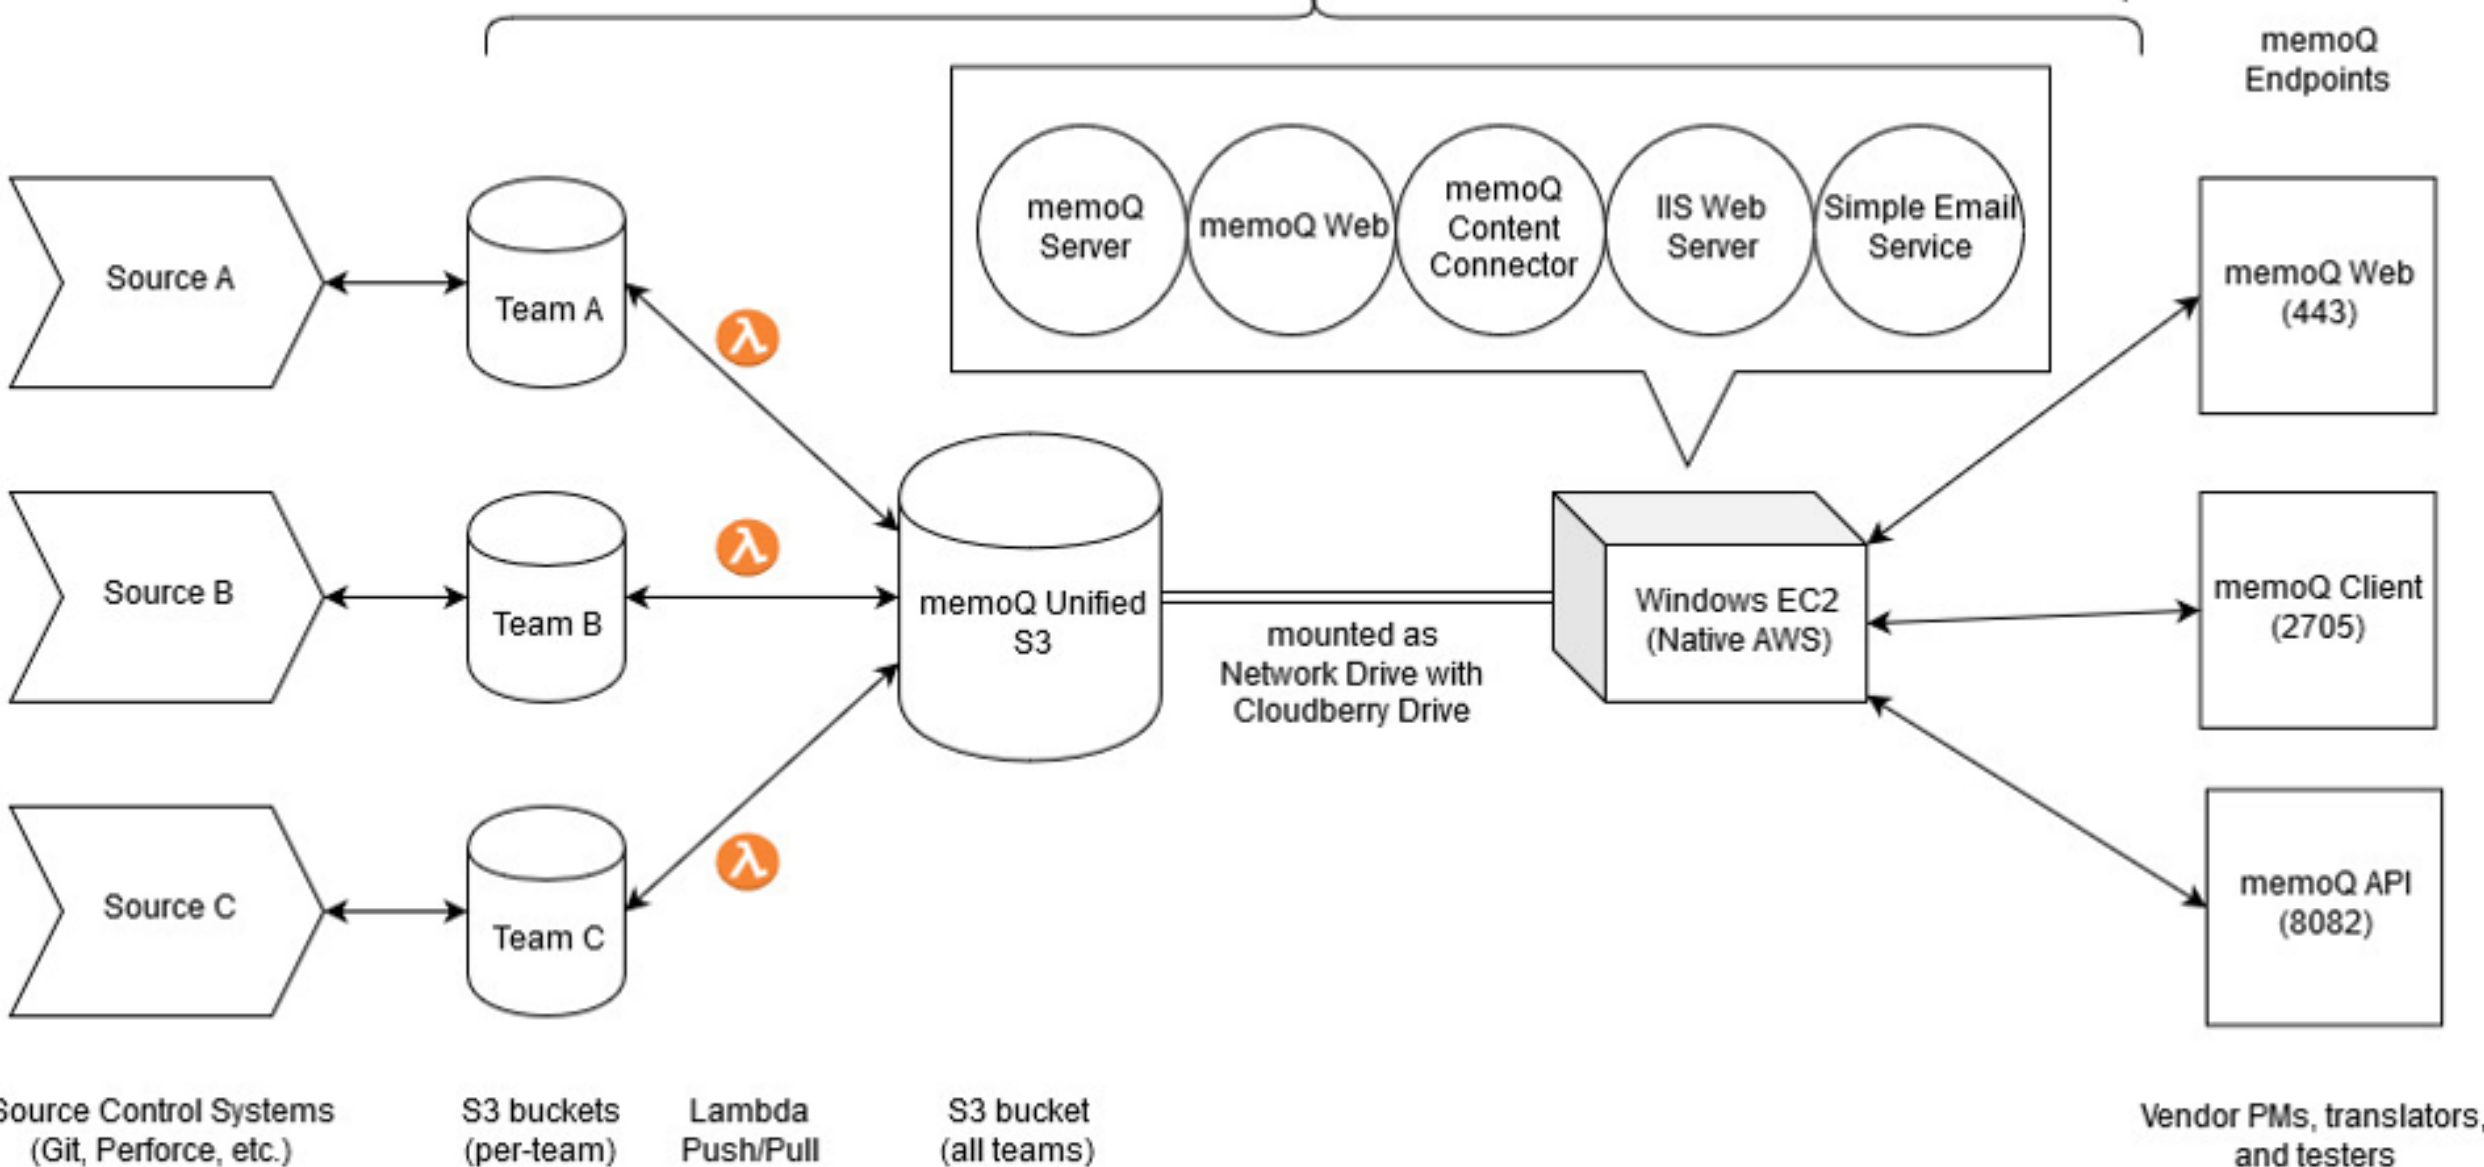 memoQ
Endpoints
memoQ
Server
memoQ Web
memoQ
Content
Connector
IIS Web
Server
Simple Email
Service
Source A
Team A
λ
memoQ Web
(443)
Source B
Team B
λ
memoQ Unified
S3
mounted as
Network Drive with
Cloudberry Drive
Windows EC2
(Native AWS)
memoQ Client
(2705)
Source C
Team C
λ
memoQ API
(8082)
Source Control Systems
(Git, Perforce, etc.)
S3 buckets
(per-team)
Lambda
Push/Pull
S3 bucket
(all teams)
Vendor PMs, translators,
and testers